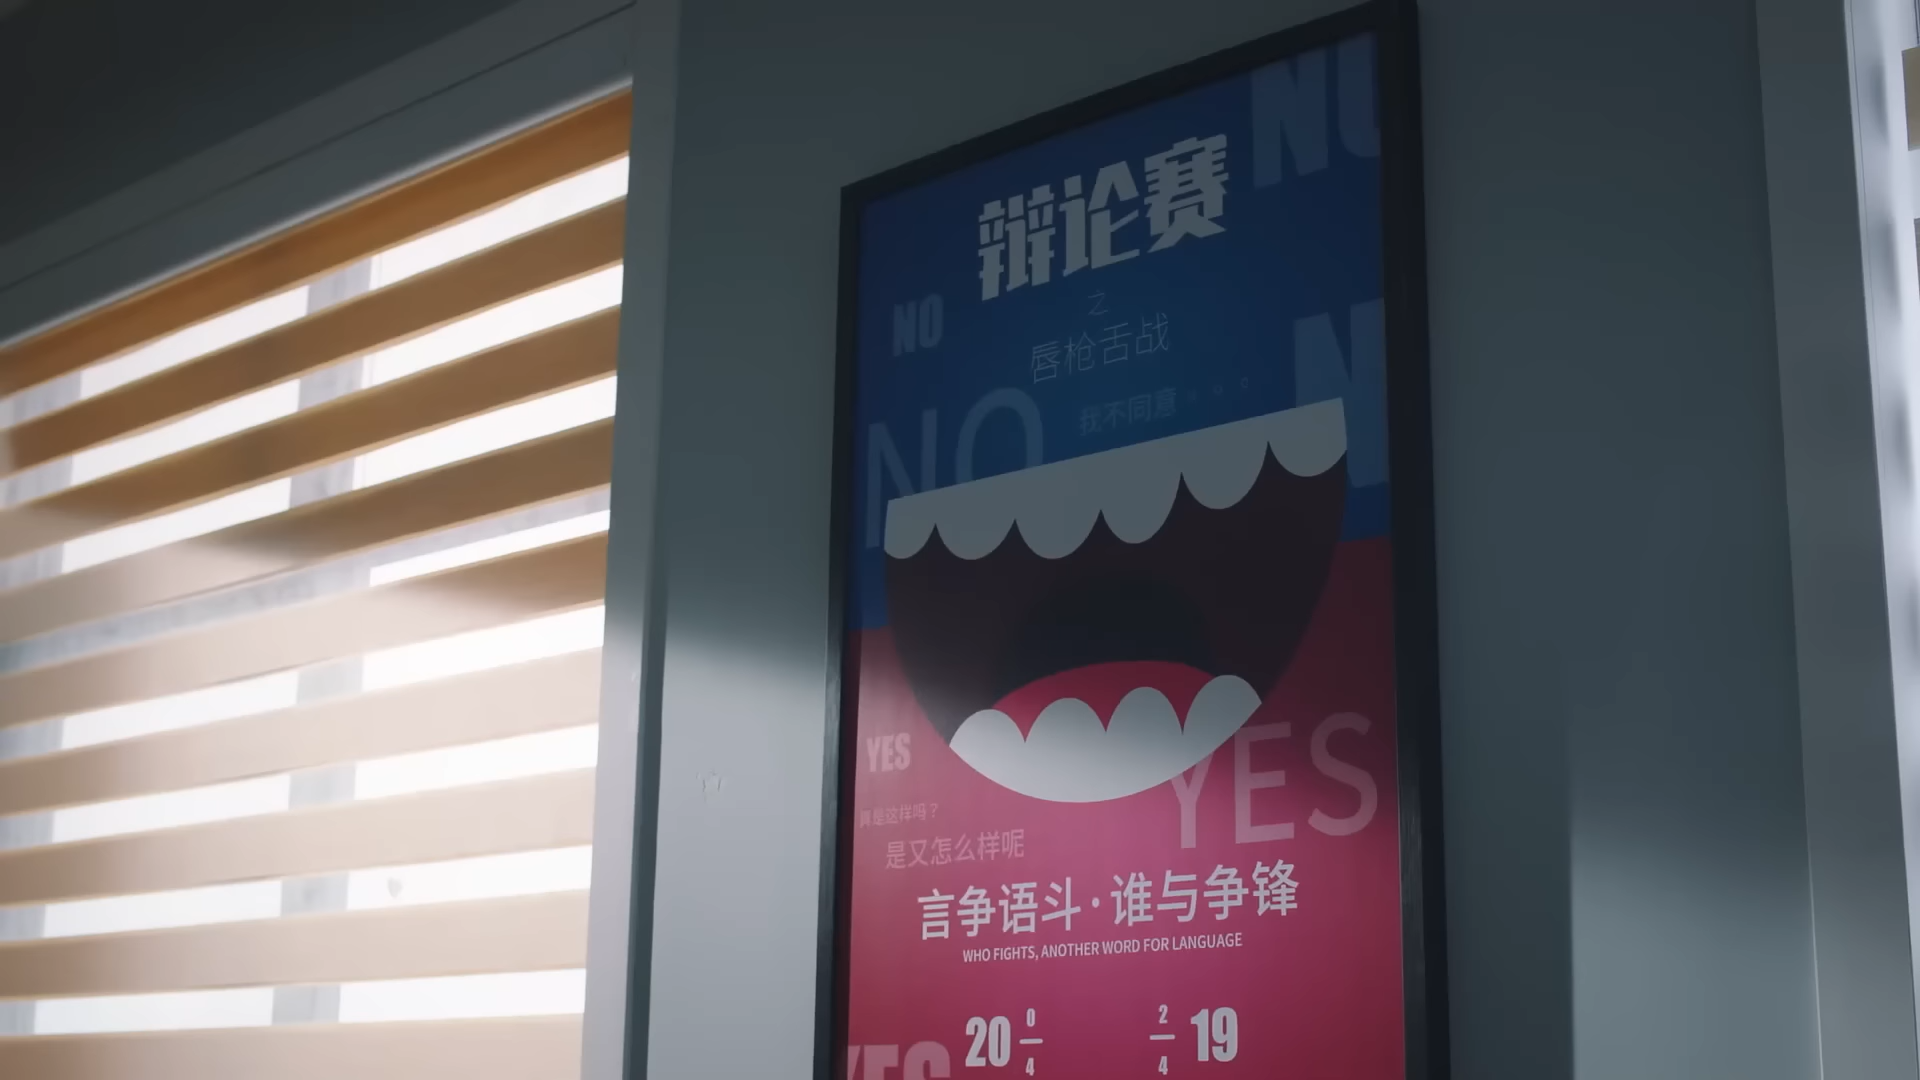 NO
辩论赛
之
NO
唇枪舌战
我不同意。。。
NO
YES
YES
真是这样吗？
是又怎么样呢
言争语斗·谁与争锋
WHO FIGHTS, ANOTHER WORD FOR LANGUAGE
20 0/4 2/4 19
YES